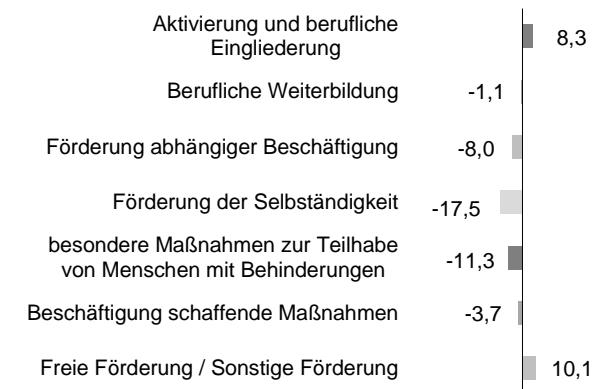 Aktivierung und berufliche
Eingliederung
8,3
Berufliche Weiterbildung
-1,1
Förderung abhängiger Beschäftigung
-8,0
Förderung der Selbständigkeit
-17,5
besondere Maßnahmen zur Teilhabe
von Menschen mit Behinderungen
-11,3
Beschäftigung schaffende Maßnahmen
-3,7
Freie Förderung / Sonstige Förderung
10,1